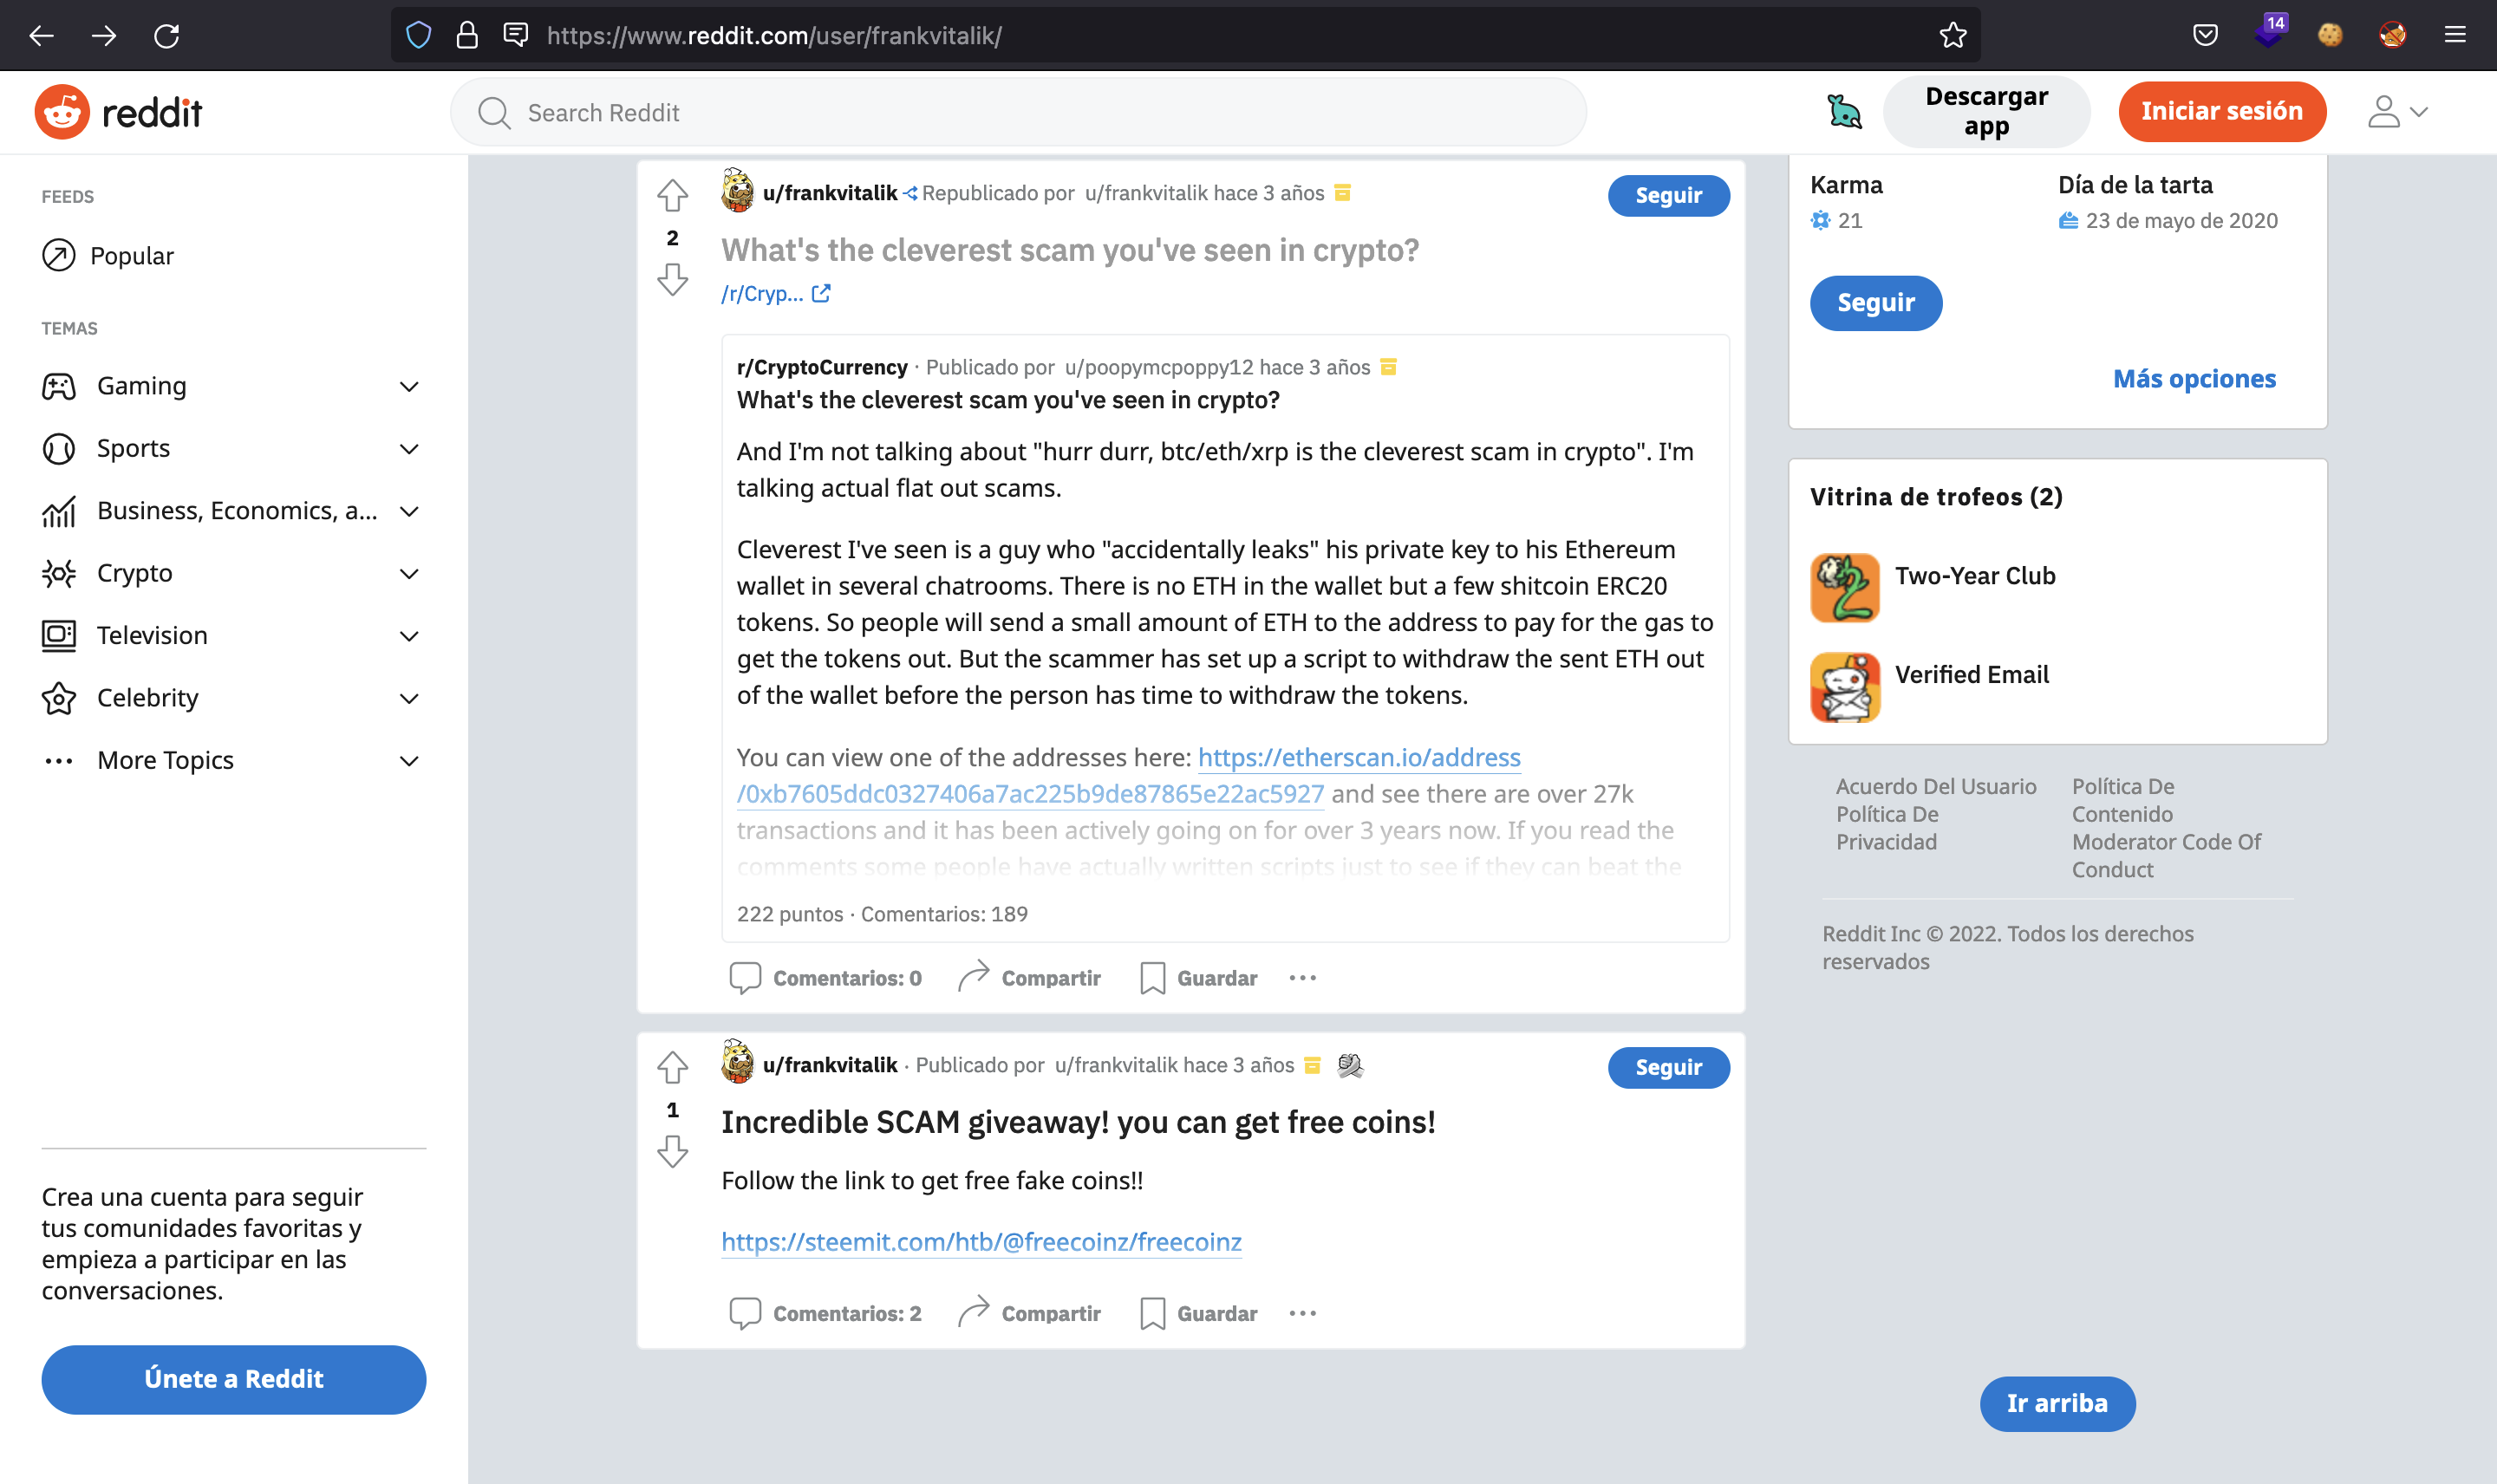 https://www.reddit.com/user/frankvitalik/
14
reddit
Search Reddit
Descargar
app
Iniciar sesión
FEEDS
Popular
TEMAS
Gaming
Sports
Business, Economics, a...
Crypto
Television
Celebrity
More Topics
Crea una cuenta para seguir
tus comunidades favoritas y
empieza a participar en las
conversaciones.
Únete a Reddit
2
u/frankvitalik Republicado por u/frankvitalik hace 3 años
Seguir
What's the cleverest scam you've seen in crypto?
/r/Cryp...
r/CryptoCurrency · Publicado por u/poopymcpoppy12 hace 3 años
What's the cleverest scam you've seen in crypto?
And I'm not talking about "hurr durr, btc/eth/xrp is the cleverest scam in crypto". I'm
talking actual flat out scams.
Cleverest I've seen is a guy who "accidentally leaks" his private key to his Ethereum
wallet in several chatrooms. There is no ETH in the wallet but a few shitcoin ERC20
tokens. So people will send a small amount of ETH to the address to pay for the gas to
get the tokens out. But the scammer has set up a script to withdraw the sent ETH out
of the wallet before the person has time to withdraw the tokens.
You can view one of the addresses here: https://etherscan.io/address
/0xb7605ddc0327406a7ac225b9de87865e22ac5927 and see there are over 27k
transactions and it has been actively going on for over 3 years now. If you read the
comments some people have actually written scripts just to see if they can beat the
222 puntos · Comentarios: 189
Comentarios: 0
Compartir
Guardar
1
u/frankvitalik · Publicado por u/frankvitalik hace 3 años
Seguir
Incredible SCAM giveaway! you can get free coins!
Follow the link to get free fake coins!!
https://steemit.com/htb/@freecoinz/freecoinz
Comentarios: 2
Compartir
Guardar
Karma
21
Día de la tarta
23 de mayo de 2020
Seguir
Más opciones
Vitrina de trofeos (2)
Two-Year Club
Verified Email
Acuerdo Del Usuario
Política De
Privacidad
Política De
Contenido
Moderator Code Of
Conduct
Reddit Inc © 2022. Todos los derechos
reservados
Ir arriba